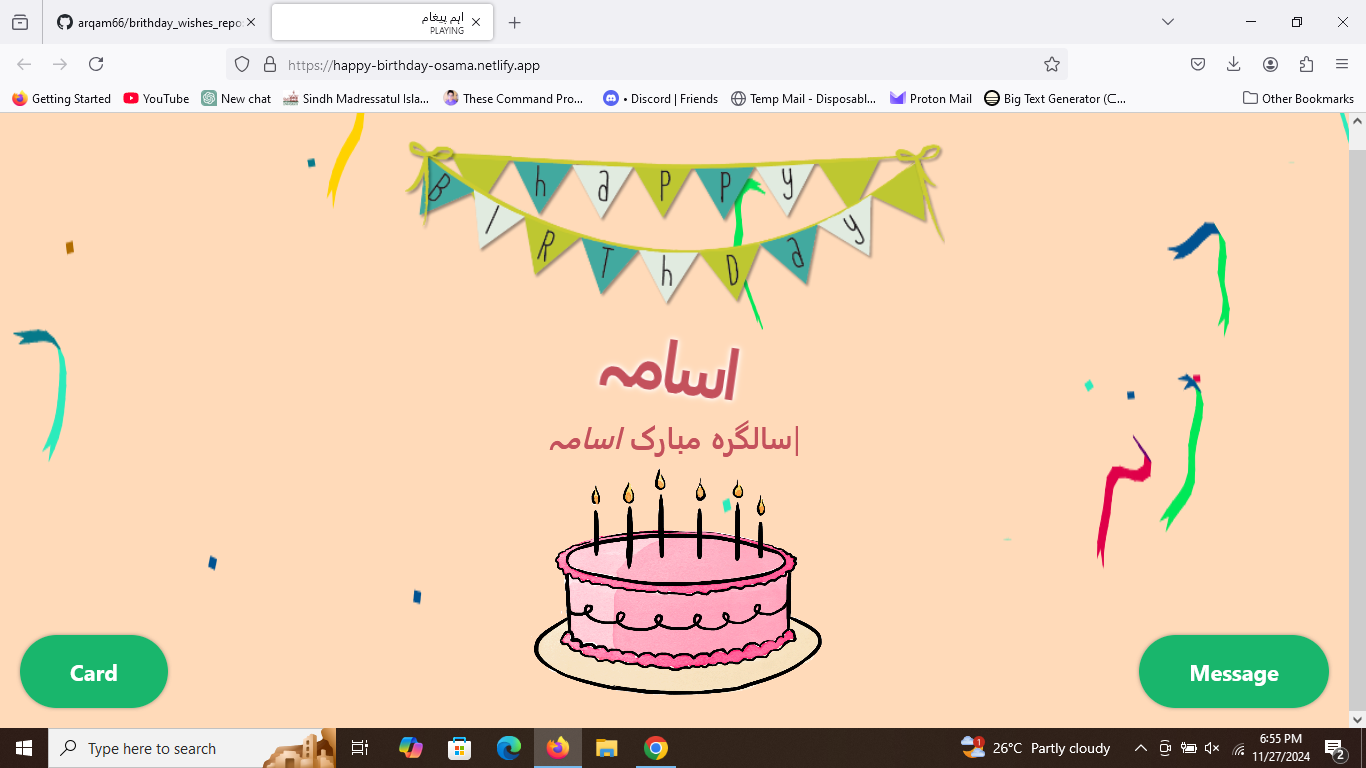 arqam66/brithday_wishes_repo
اہم پیغام
PLAYING
https://happy-birthday-osama.netlify.app
Getting Started
YouTube
New chat
Sindh Madressatul Isla...
These Command Pro...
• Discord | Friends
Temp Mail - Disposabl...
Proton Mail
Big Text Generator (ᑕ...
Other Bookmarks
happy
BIRThDay
اسامہ
سالگرہ مبارک اسامہ|
Card
Message
Type here to search
1
26°C Partly cloudy
6:55 PM
11/27/2024
2